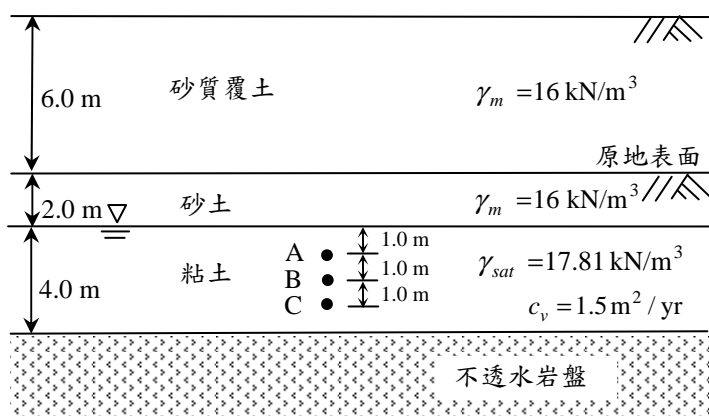 6.0 m 砂質覆土 γm =16 kN/m³
原地表面
2.0 m 砂土 γm =16 kN/m³
1.0 m
A
1.0 m
γsat =17.81 kN/m³
4.0 m 粘土 B
1.0 m
C
cv =1.5 m² / yr
不透水岩盤